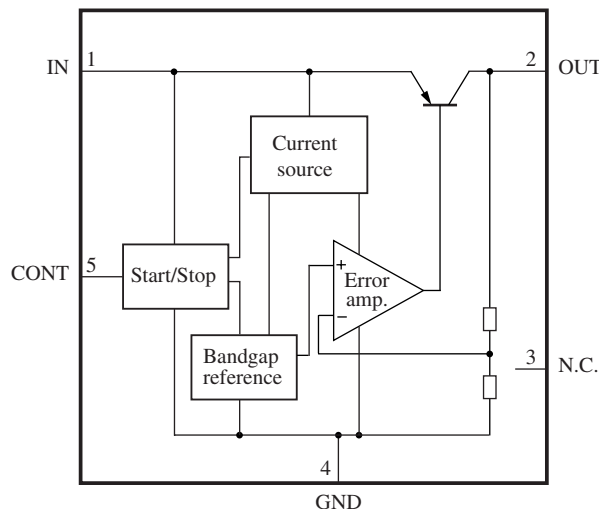 IN
1
2
OUT
Current
source
CONT
5
Start/Stop
+
Error
amp.
−
Bandgap
reference
3
N.C.
4
GND